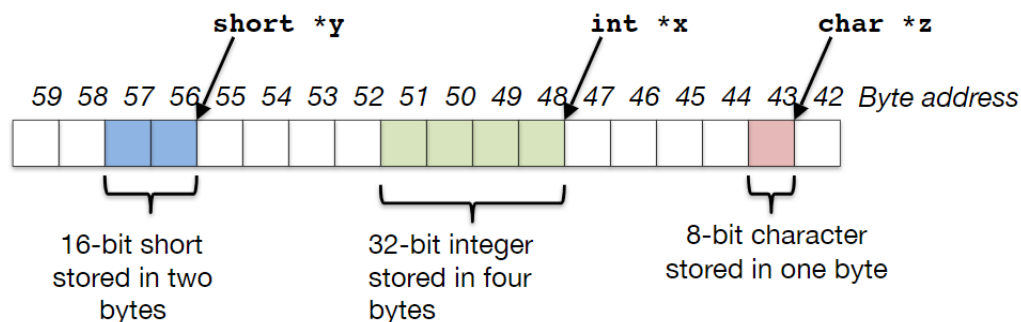 short *y int *x char *z
59 58 57 56 55 54 53 52 51 50 49 48 47 46 45 44 43 42 Byte address
16-bit short
stored in two
bytes
32-bit integer
stored in four
bytes
8-bit character
stored in one byte